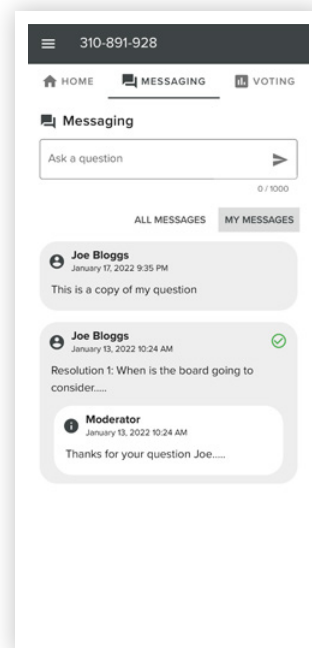 310-891-928
HOME MESSAGING VOTING
Messaging
Ask a question
0 / 1000
ALL MESSAGES MY MESSAGES
Joe Bloggs
January 17, 2022 9:35 PM
This is a copy of my question
Joe Bloggs
January 13, 2022 10:24 AM
Resolution 1: When is the board going to
consider.....
Moderator
January 13, 2022 10:24 AM
Thanks for your question Joe.....